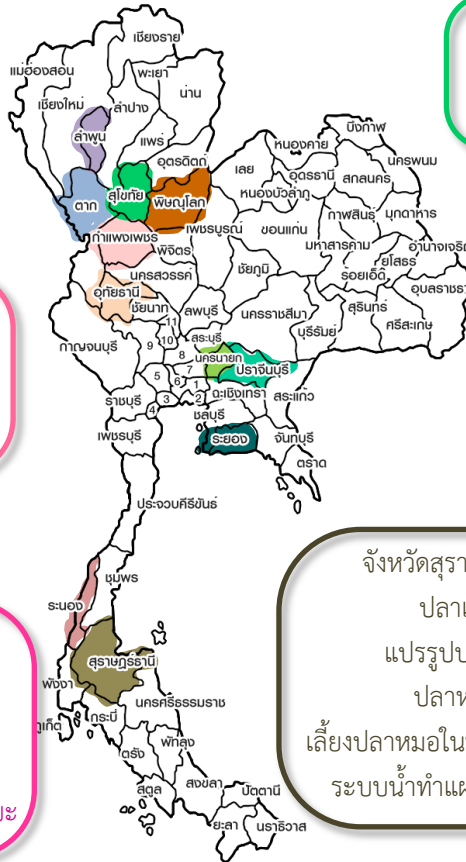 เชียงราย
แม่ฮ่องสอน
พะเยา
น่าน
เชียงใหม่
ลำปาง
ลำพูน
แพร่
อุตรดิตถ์
ตาก
สุโขทัย
พิษณุโลก
เลย
หนองคาย
บึงกาฬ
อุดรธานี
นครพนม
หนองบัวลำภู
สกลนคร
กำแพงเพชร
พิจิตร
เพชรบูรณ์
ขอนแก่น
กาฬสินธุ์
มุกดาหาร
มหาสารคาม
อำนาจเจริญ
นครสวรรค์
ชัยภูมิ
ร้อยเอ็ด
ยโสธร
อุทัยธานี
ชัยนาท
ลพบุรี
นครราชสีมา
บุรีรัมย์
สุรินทร์
ศรีสะเกษ
อุบลราชธา
กาญจนบุรี
สระบุรี
11
10
9
8
นครนายก
ปราจีนบุรี
7
5
6
1
ฉะเชิงเทรา
สระแก้ว
ราชบุรี
3
2
4
ชลบุรี
เพชรบุรี
ระยอง
จันทบุรี
ตราด
ประจวบคีรีขันธ์
ชุมพร
ระนอง
สุราษฎร์ธานี
พังงา
นครศรีธรรมราช
ภูเก็ต
กระบี่
ตรัง
พัทลุง
สตูล
สงขลา
ปัตตานี
ยะลา
นราธิวาส
จังหวัดสุรา
ปลาเ
แปรรูปป
ปลาห
เลี้ยงปลาหมอใน
ระบบน้ำทำแผ
ยะ